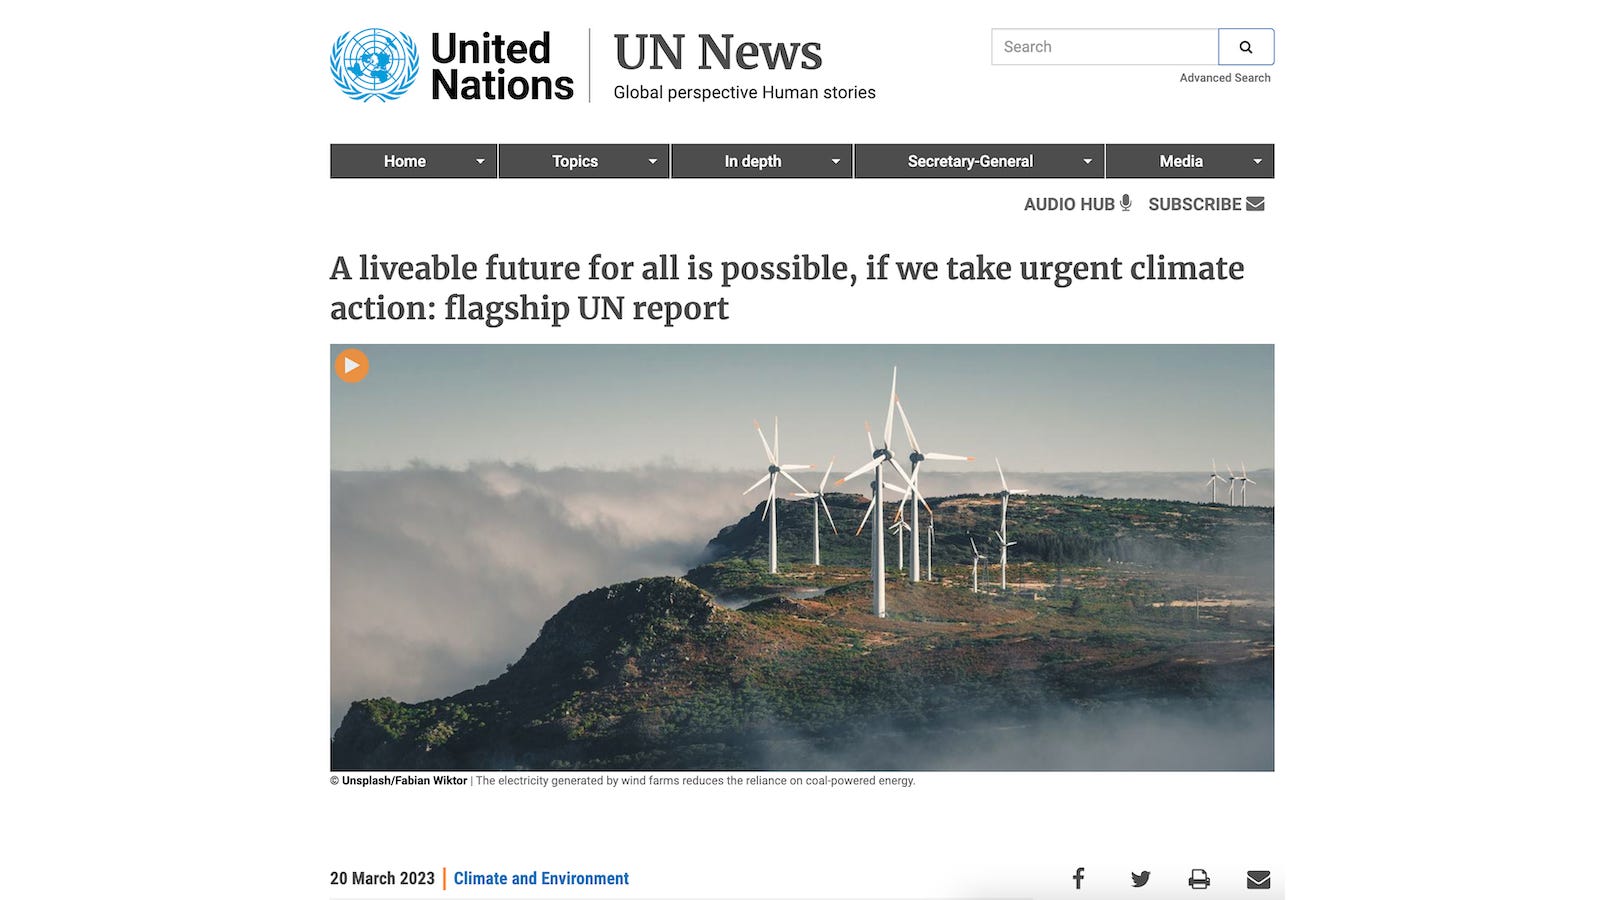 United
Nations
UN News
Global perspective Human stories
Search
Advanced Search
Home
Topics
In depth
Secretary-General
Media
AUDIO HUB
SUBSCRIBE
A liveable future for all is possible, if we take urgent climate
action: flagship UN report
© Unsplash/Fabian Wiktor | The electricity generated by wind farms reduces the reliance on coal-powered energy.
20 March 2023
Climate and Environment